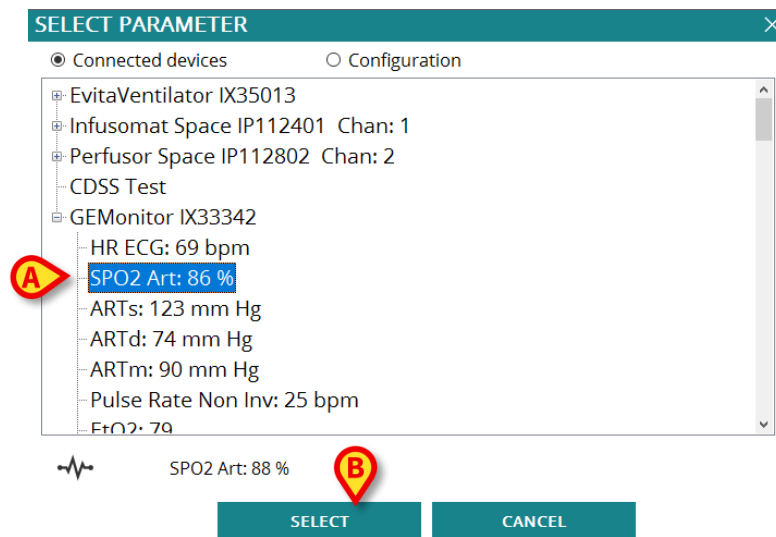 SELECT PARAMETER
Connected devices Configuration
EvitaVentilator IX35013
Infusomat Space IP112401 Chan: 1
Perfusor Space IP112802 Chan: 2
CDSS Test
GEMonitor IX33342
HR ECG: 69 bpm
A
SPO2 Art: 86 %
ARTs: 123 mm Hg
ARTd: 74 mm Hg
ARTm: 90 mm Hg
Pulse Rate Non Inv: 25 bpm
EtO2: 79
SPO2 Art: 88 %
B
SELECT CANCEL